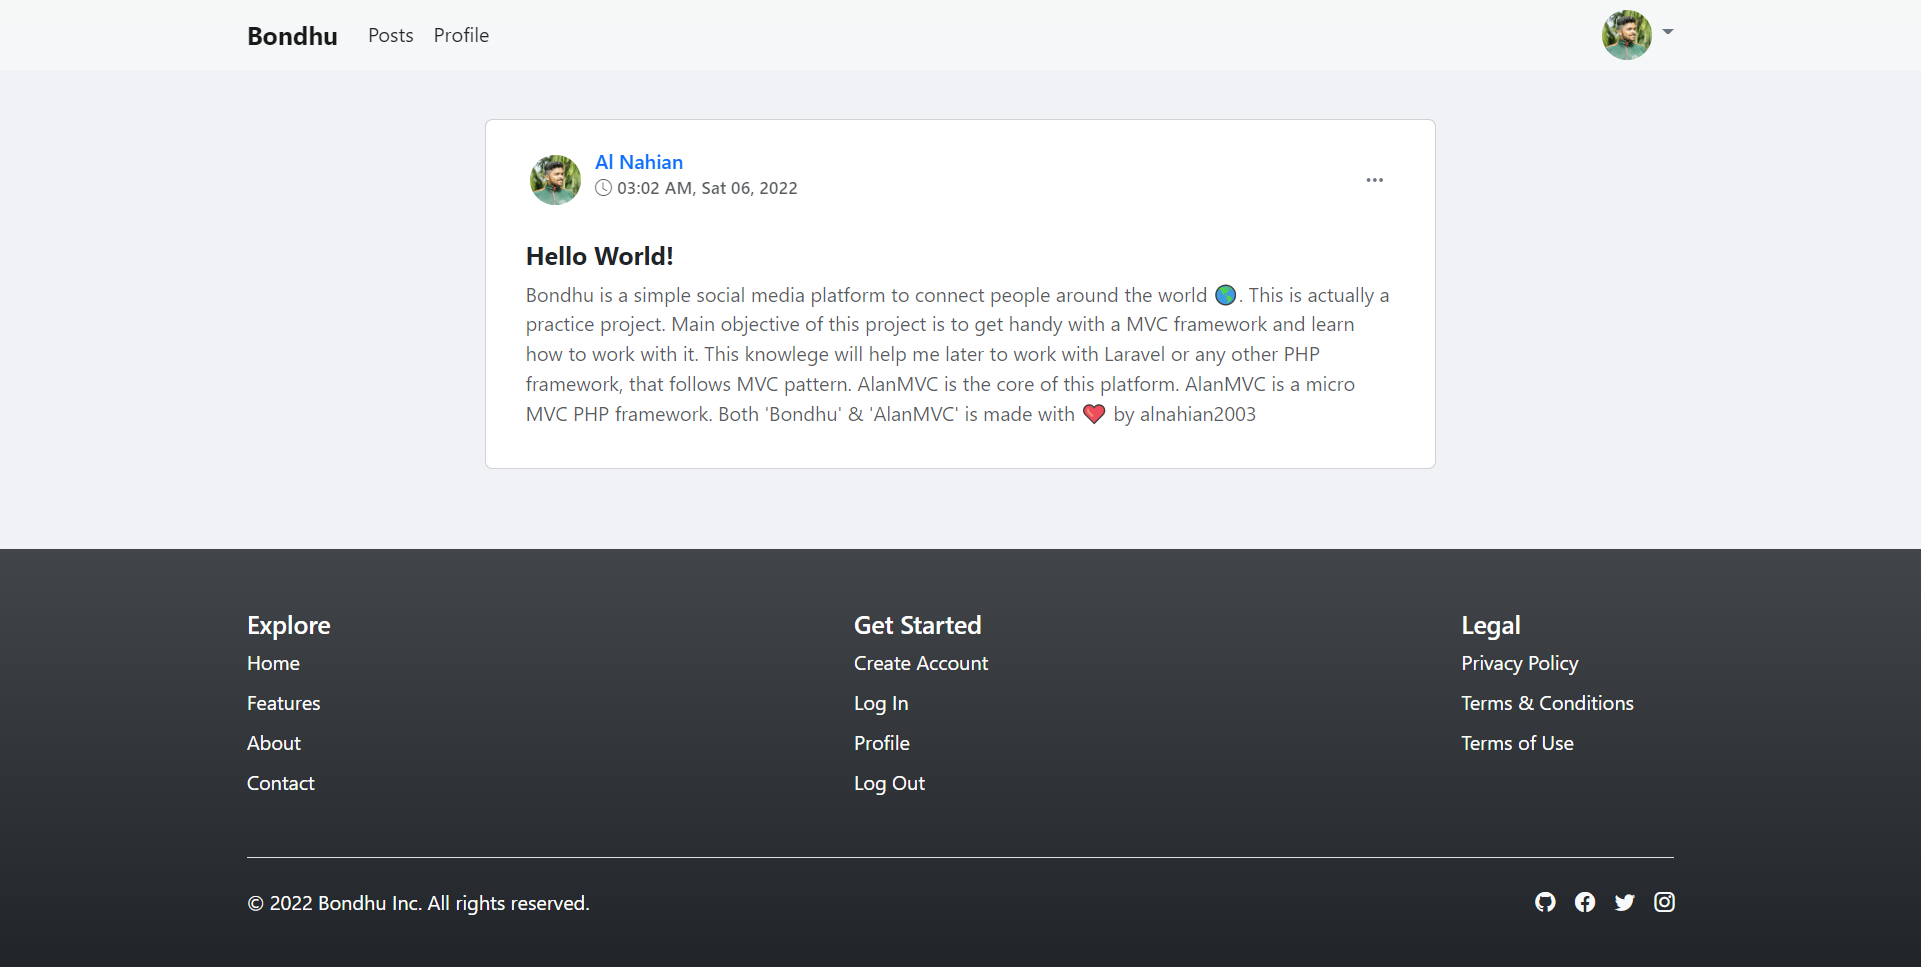 Bondhu Posts Profile
Al Nahian
03:02 AM, Sat 06, 2022
Hello World!
Bondhu is a simple social media platform to connect people around the world 🌎. This is actually a
practice project. Main objective of this project is to get handy with a MVC framework and learn
how to work with it. This knowlege will help me later to work with Laravel or any other PHP
framework, that follows MVC pattern. AlanMVC is the core of this platform. AlanMVC is a micro
MVC PHP framework. Both 'Bondhu' & 'AlanMVC' is made with ❤️ by alnahian2003
Explore
Home
Features
About
Contact
Get Started
Create Account
Log In
Profile
Log Out
Legal
Privacy Policy
Terms & Conditions
Terms of Use
© 2022 Bondhu Inc. All rights reserved.